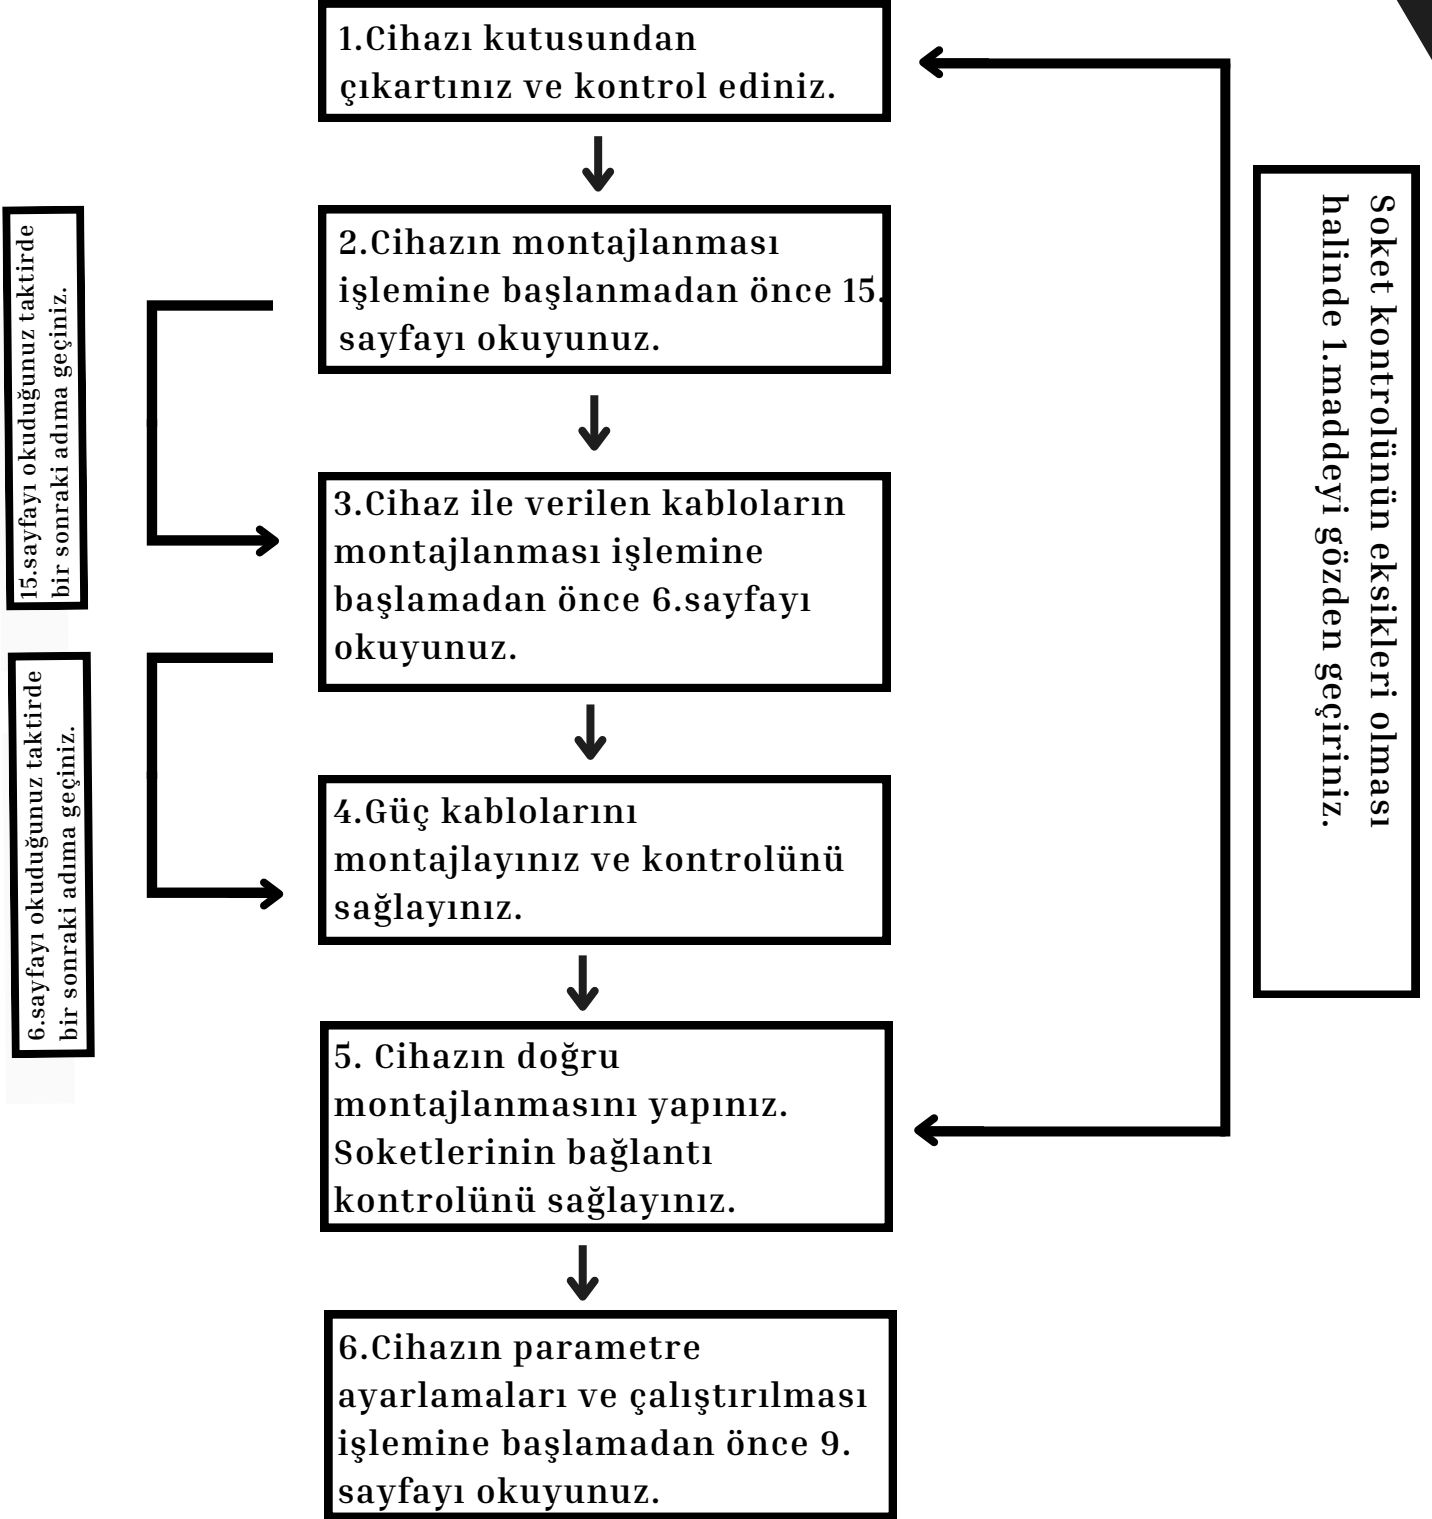 1.Cihazı kutusundan
çıkartınız ve kontrol ediniz.
2.Cihazın montajlanması
işlemine başlanmadan önce 15.
sayfayı okuyunuz.
15.sayfayı okuduğunuz taktirde
bir sonraki adıma geçiniz.
3.Cihaz ile verilen kabloların
montajlanması işlemine
başlamadan önce 6.sayfayı
okuyunuz.
6.sayfayı okuduğunuz taktirde
bir sonraki adıma geçiniz.
4.Güç kablolarını
montajlayınız ve kontrolünü
sağlayınız.
5. Cihazın doğru
montajlanmasını yapınız.
Soketlerinin bağlantı
kontrolünü sağlayınız.
Soket kontrolünün eksikleri olması
halinde 1.maddeyi gözden geçiriniz.
6.Cihazın parametre
ayarlamaları ve çalıştırılması
işlemine başlamadan önce 9.
sayfayı okuyunuz.